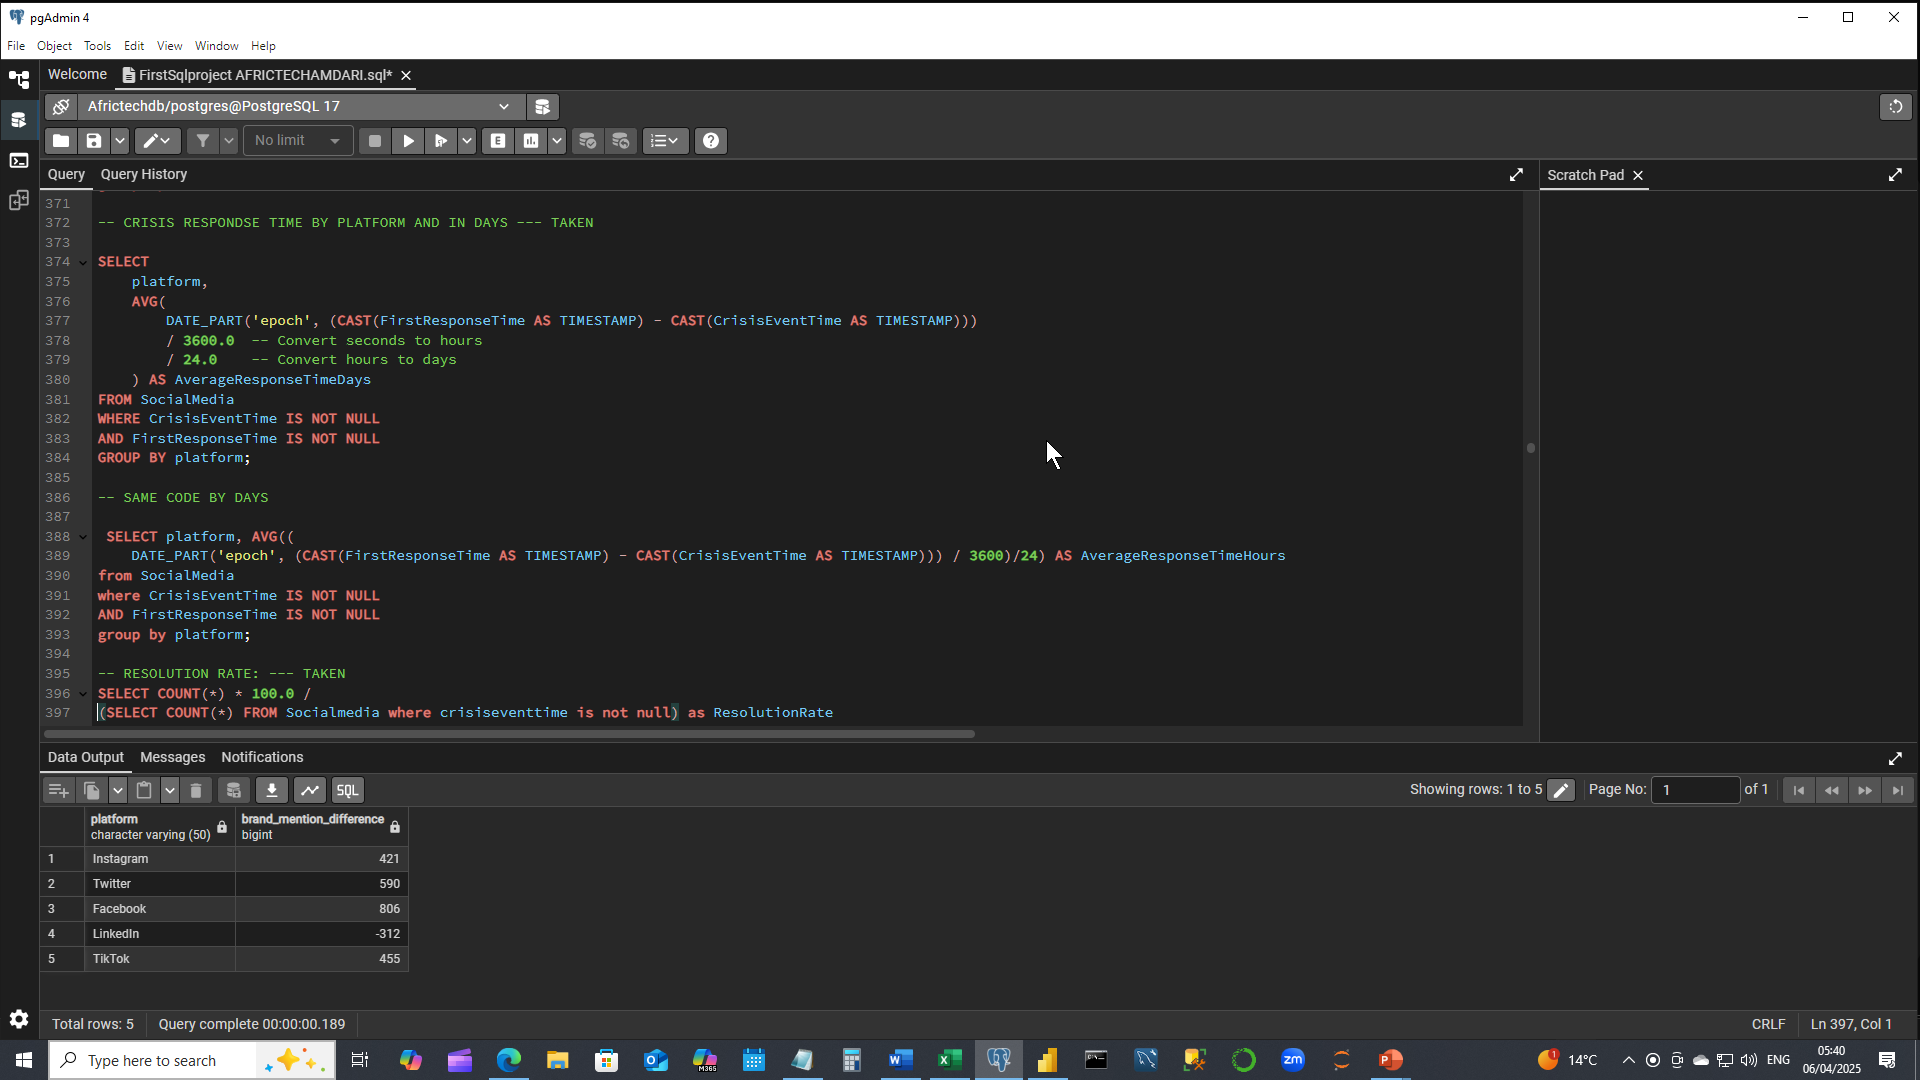 pgAdmin 4
File Object Tools Edit View Window Help
Welcome FirstSqlproject AFRICTECHAMDARI.sql*
Africtechdb/postgres@PostgreSQL 17
No limit
E
Query Query History
Scratch Pad
371
372 -- CRISIS RESPONDSE TIME BY PLATFORM AND IN DAYS --- TAKEN
373
374 SELECT
375 platform,
376 AVG(
377 DATE_PART('epoch', (CAST(FirstResponseTime AS TIMESTAMP) - CAST(CrisisEventTime AS TIMESTAMP)))
378 / 3600.0 -- Convert seconds to hours
379 / 24.0 -- Convert hours to days
380 ) AS AverageResponseTimeDays
381 FROM SocialMedia
382 WHERE CrisisEventTime IS NOT NULL
383 AND FirstResponseTime IS NOT NULL
384 GROUP BY platform;
385
386 -- SAME CODE BY DAYS
387
388 SELECT platform, AVG((
389 DATE_PART('epoch', (CAST(FirstResponseTime AS TIMESTAMP) - CAST(CrisisEventTime AS TIMESTAMP))) / 3600)/24) AS AverageResponseTimeHours
390 from SocialMedia
391 where CrisisEventTime IS NOT NULL
392 AND FirstResponseTime IS NOT NULL
393 group by platform;
394
395 -- RESOLUTION RATE: --- TAKEN
396 SELECT COUNT(*) * 100.0 /
397 (SELECT COUNT(*) FROM Socialmedia where crisiseventtime is not null) as ResolutionRate
Data Output Messages Notifications
SQL
Showing rows: 1 to 5 Page No: 1 of 1
platform brand_mention_difference
character varying (50) bigint
1 Instagram 421
2 Twitter 590
3 Facebook 806
4 LinkedIn -312
5 TikTok 455
Total rows: 5 Query complete 00:00:00.189
CRLF Ln 397, Col 1
Type here to search
M365
zm
1 14°C
ENG
05:40
06/04/2025